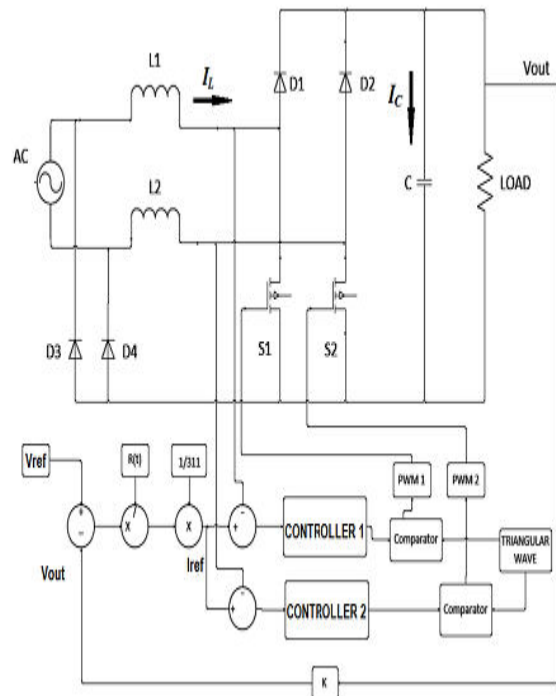 L1
I_L
D1
D2
I_C
Vout
AC
L2
C
LOAD
D3
D4
S1
S2
Vref
R(t)
1/311
PWM 1
PWM 2
+
−
X
X
+
−
CONTROLLER 1
Comparator
TRIANGULAR
WAVE
Vout
Iref
+
−
CONTROLLER 2
Comparator
K